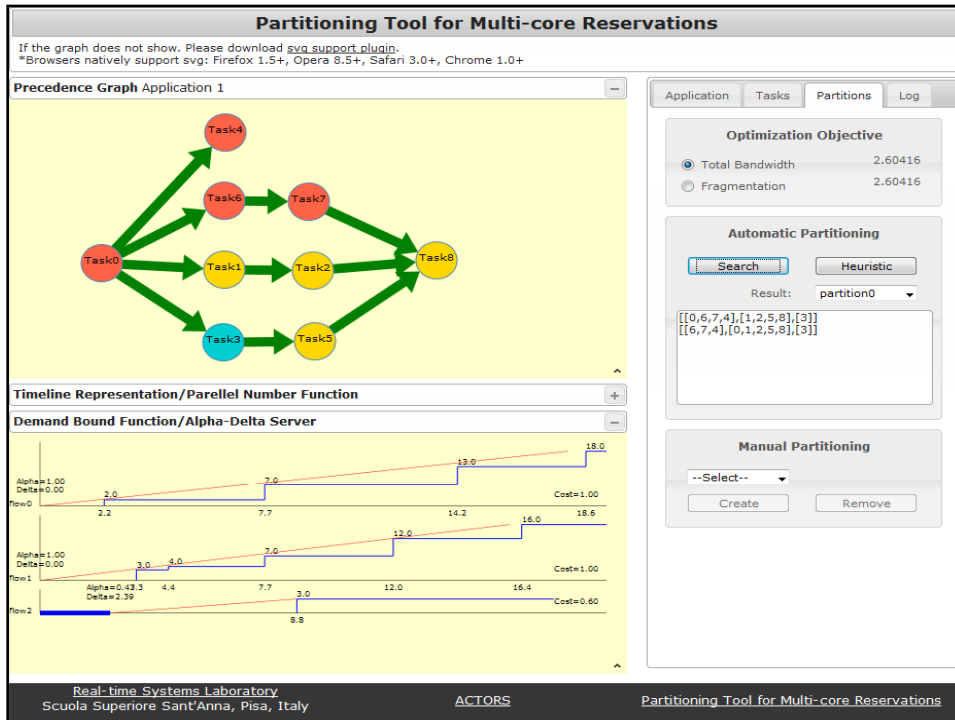 Partitioning Tool for Multi-core Reservations
If the graph does not show. Please download svg support plugin.
*Browsers natively support svg: Firefox 1.5+, Opera 8.5+, Safari 3.0+, Chrome 1.0+
Precedence Graph Application 1
Task4
Task6
Task7
Task0
Task1
Task2
Task8
Task3
Task5
Timeline Representation/Parellel Number Function
Demand Bound Function/Alpha-Delta Server
18.0
13.0
7.0
2.0
Alpha=1.00
Delta=0.00
flow0
Cost=1.00
2.2 7.7 14.2 18.6
16.0
12.0
7.0
3.0 4.0
Alpha=1.00
Delta=0.00
flow1
Cost=1.00
4.4 7.7 12.0 16.4
Delta=2.39
3.0
flow2
Cost=0.60
8.8
Application Tasks Partitions Log
Optimization Objective
Total Bandwidth 2.60416
Fragmentation 2.60416
Automatic Partitioning
Search Heuristic
Result: partition0
[[0,6,7,4],[1,2,5,8],[3]]
[[6,7,4],[0,1,2,5,8],[3]]
Manual Partitioning
--Select--
Create Remove
Real-time Systems Laboratory
Scuola Superiore Sant'Anna, Pisa, Italy
ACTORS
Partitioning Tool for Multi-core Reservations